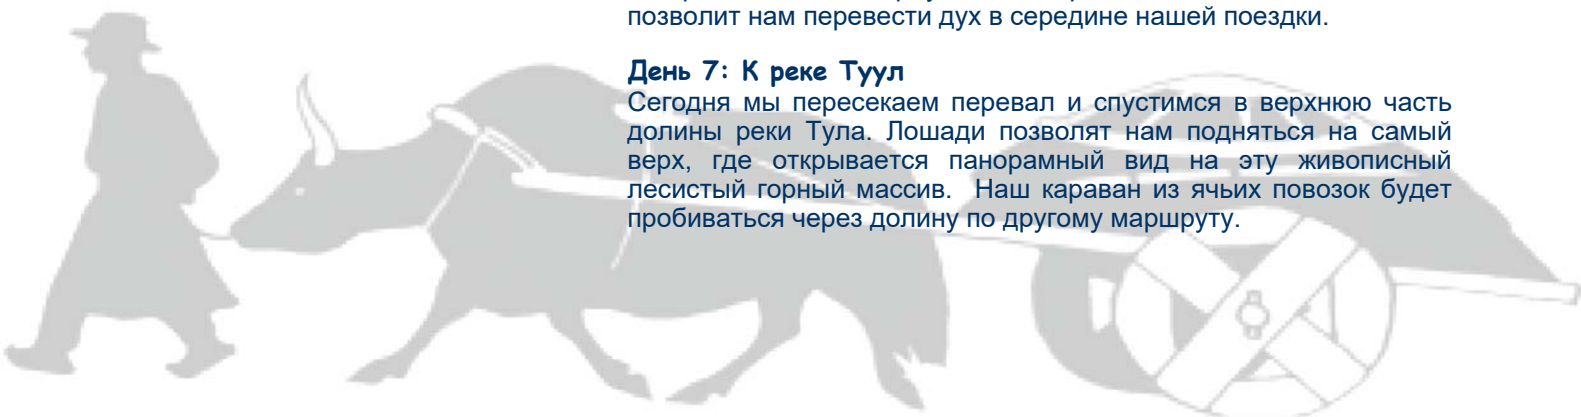 позволит нам перевести дух в середине нашей поездки.
День 7: К реке Туул
Сегодня мы пересекаем перевал и спустимся в верхнюю часть
долины реки Тула. Лошади позволят нам подняться на самый
верх, где открывается панорамный вид на эту живописный
лесистый горный массив. Наш караван из ячьих повозок будет
пробиваться через долину по другому маршруту.